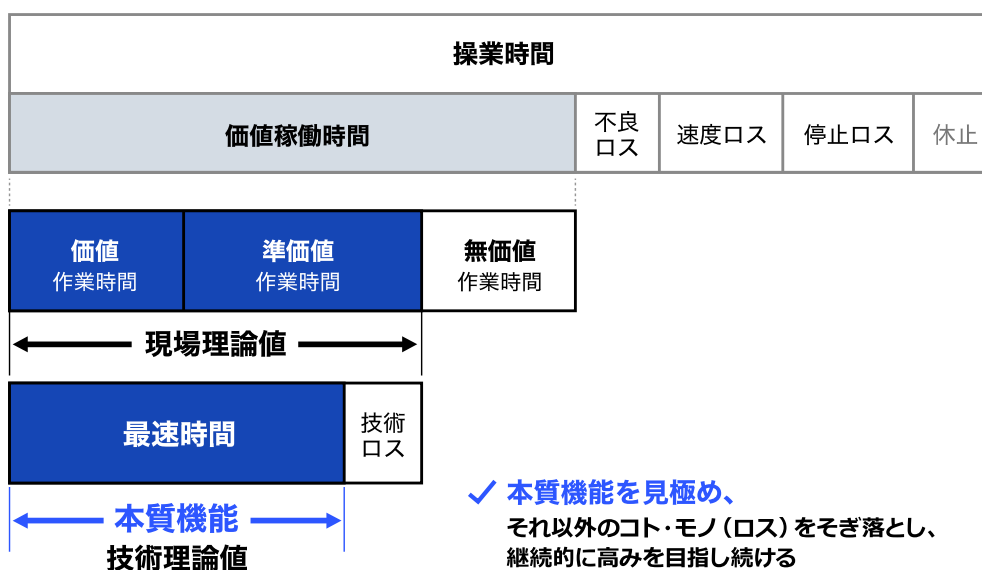 操業時間
価値稼働時間
不良
ロス
速度ロス
停止ロス
休止
価値
作業時間
準価値
作業時間
無価値
作業時間
現場理論値
最速時間
技術
ロス
本質機能
技術理論値
本質機能を見極め、
それ以外のコト・モノ（ロス）をそぎ落とし、
継続的に高みを目指し続ける